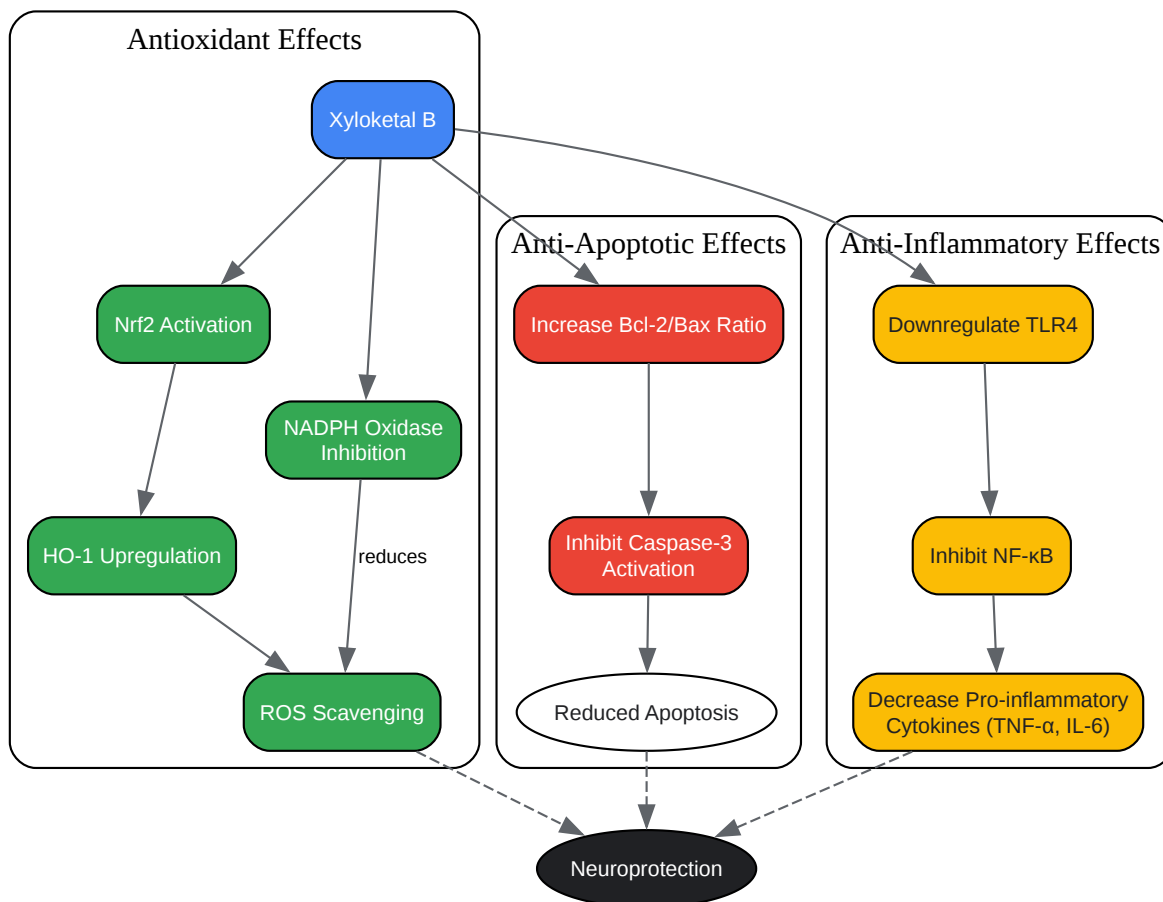 Antioxidant Effects
Xyloketal B
Anti-Apoptotic Effects
Anti-Inflammatory Effects
Nrf2 Activation
Increase Bcl-2/Bax Ratio
Downregulate TLR4
NADPH Oxidase
Inhibition
HO-1 Upregulation
reduces
Inhibit Caspase-3
Activation
Inhibit NF-κB
ROS Scavenging
Reduced Apoptosis
Decrease Pro-inflammatory
Cytokines (TNF-α, IL-6)
Neuroprotection